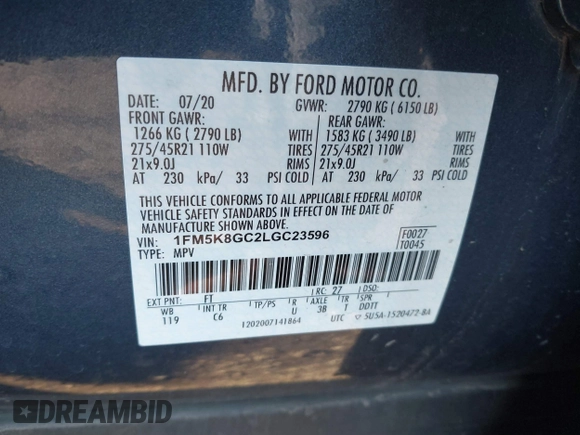 MFD. BY FORD MOTOR CO.
DATE: 07/20 GVWR: 2790 KG ( 6150 LB)
FRONT GAWR: REAR GAWR:
1266 KG ( 2790 LB) WITH 1583 KG ( 3490 LB) WITH
275/45R21 110W TIRES 275/45R21 110W TIRES
21x9.0J RIMS 21x9.0J RIMS
AT 230 kPa/ 33 PSI COLD AT 230 kPa/ 33 PSI COLD
THIS VEHICLE CONFORMS TO ALL APPLICABLE FEDERAL MOTOR
VEHICLE SAFETY STANDARDS IN EFFECT ON THE DATE OF
MANUFACTURE SHOWN ABOVE.
VIN: 1FM5K8GC2LGC23596 F0027
TYPE: MPV T0045
EXT PNT: FT RC: 27 DSO:
WB INT TR TP/PS R AXLE TR SPR
119 C6 U 3B T DDTT
1202007141864 UTC 5USA-1520472-BA
DREAMBID